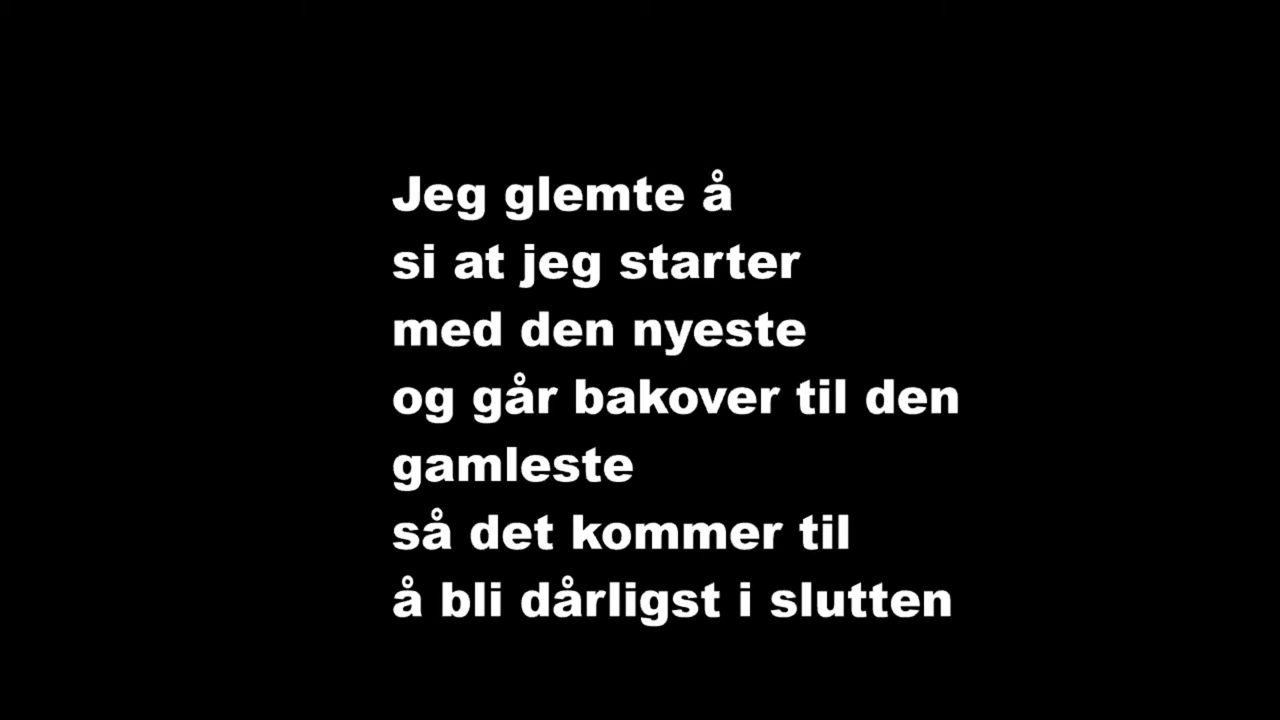 Jeg glemte å
si at jeg starter
med den nyeste
og går bakover til den
gamleste
så det kommer til
å bli dårligst i slutten